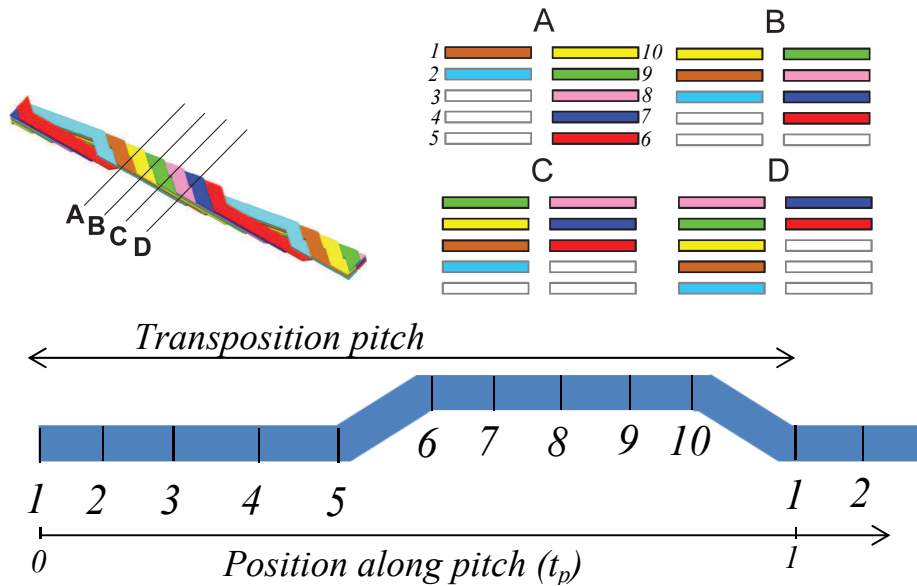 A
B
1
10
2
9
3
8
4
7
5
6
A
B
C
D
C
D
Transposition pitch
1 2 3 4 5 6 7 8 9 10 1 2
0
Position along pitch (tp)
1